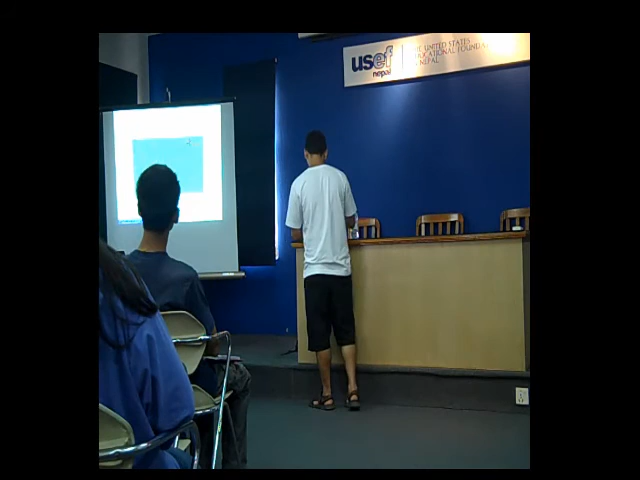 usef
nepal
THE UNITED STATES
EDUCATIONAL FOUNDATION
NEPAL